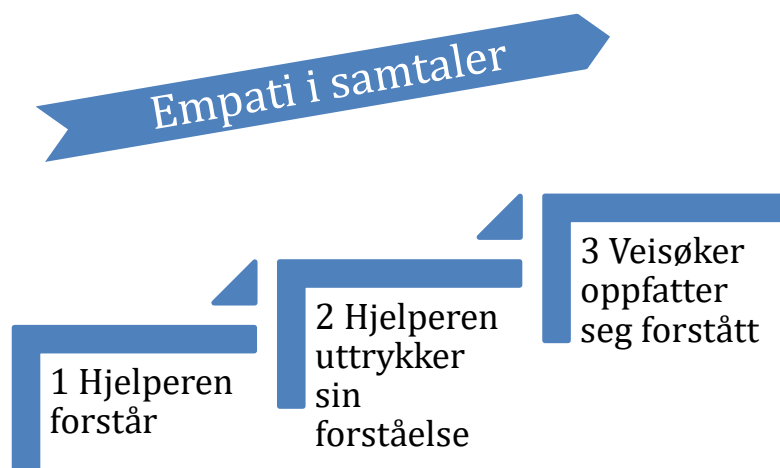 Empati i samtaler
1 Hjelperen
forstår
2 Hjelperen
uttrykker
sin
forståelse
3 Veisøker
oppfatter
seg forstått